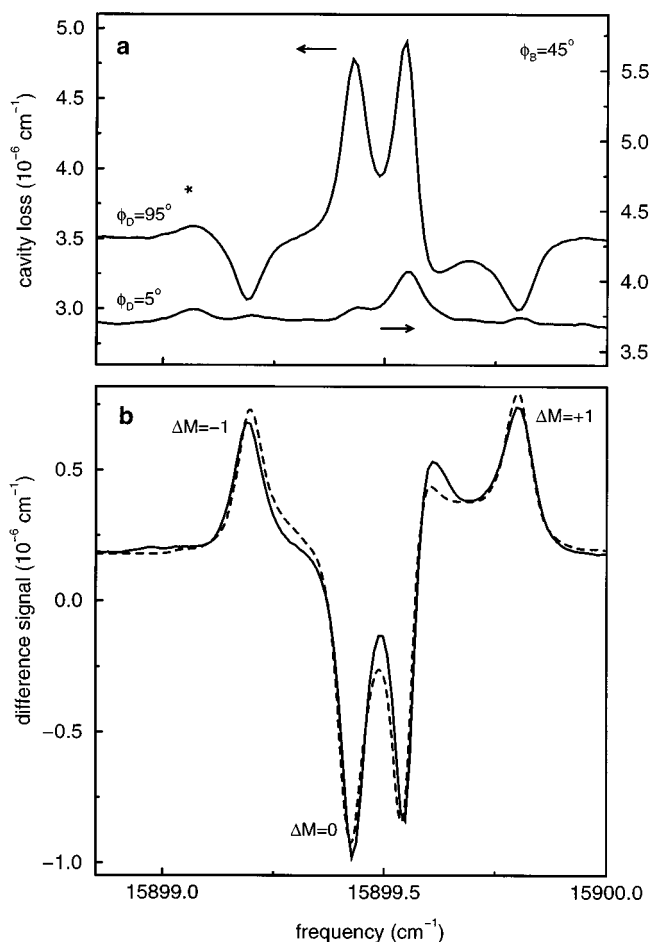 a
ϕB=45°
5.0
4.5
4.0
3.5
3.0
5.5
5.0
4.5
4.0
3.5
cavity loss (10⁻⁶ cm⁻¹)
*
ϕD=95°
ϕD=5°
b
ΔM=−1
ΔM=+1
ΔM=0
0.5
0.0
−0.5
−1.0
difference signal (10⁻⁶ cm⁻¹)
15899.0
15899.5
15900.0
frequency (cm⁻¹)